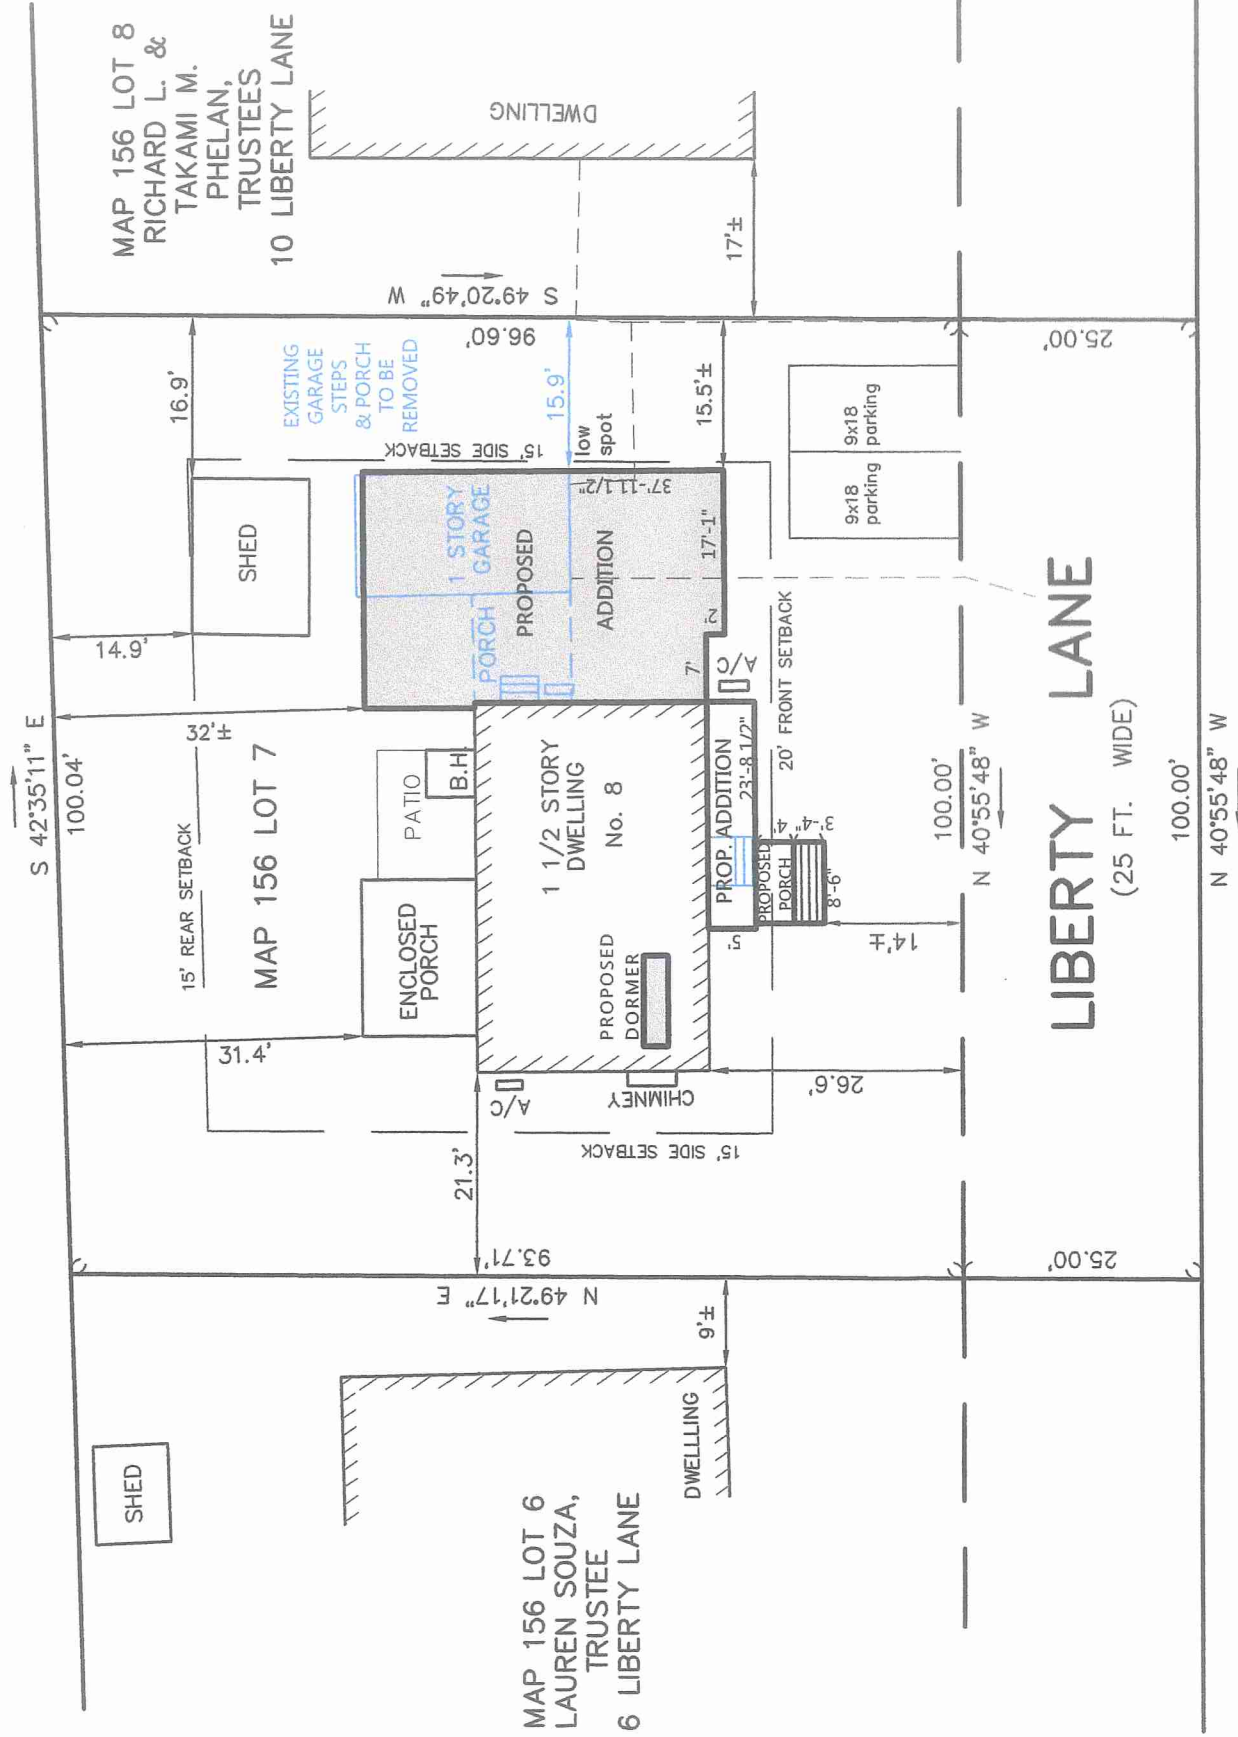 MAP 156 LOT 8
RICHARD L. &
TAKAMI M.
PHELAN,
TRUSTEES
10 LIBERTY LANE
DWELLING
17'±
S 49°20'49" W
96.60'
25.00'
16.9'
EXISTING
GARAGE
STEPS
& PORCH
TO BE
REMOVED
15.9'
15.5'±
15' SIDE SETBACK
low
spot
9x18
parking
9x18
parking
SHED
14.9'
1 STORY
GARAGE
PORCH
PROPOSED
ADDITION
37'-11 1/2"
17'-1"
2'
7'
A/C
20' FRONT SETBACK
S 42°35'11" E
100.04'
32'±
15' REAR SETBACK
MAP 156 LOT 7
PATIO
B.H.
1 1/2 STORY
DWELLING
No. 8
PROP. ADDITION
23'-8 1/2"
PROPOSED
PORCH
4'
3'-4"
8'-6"
5'
14'±
ENCLOSED
PORCH
PROPOSED
DORMER
31.4'
A/C
CHIMNEY
26.6'
15' SIDE SETBACK
21.3'
100.00'
N 40°55'48" W
LIBERTY LANE
(25 FT. WIDE)
100.00'
N 40°55'48" W
93.71'
N 49°21'17" E
25.00'
9'±
SHED
DWELLLING
MAP 156 LOT 6
LAUREN SOUZA,
TRUSTEE
6 LIBERTY LANE